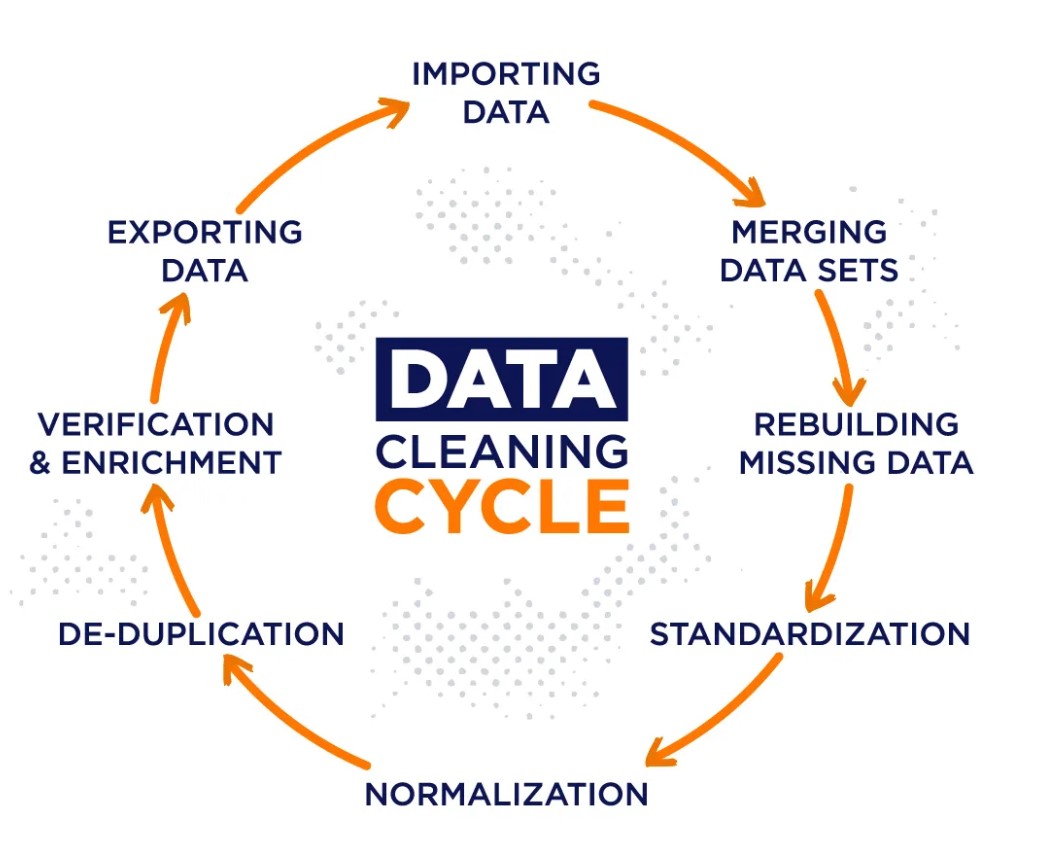 IMPORTING
DATA
MERGING
DATA SETS
REBUILDING
MISSING DATA
STANDARDIZATION
NORMALIZATION
DE-DUPLICATION
VERIFICATION
& ENRICHMENT
EXPORTING
DATA
DATA
CLEANING
CYCLE